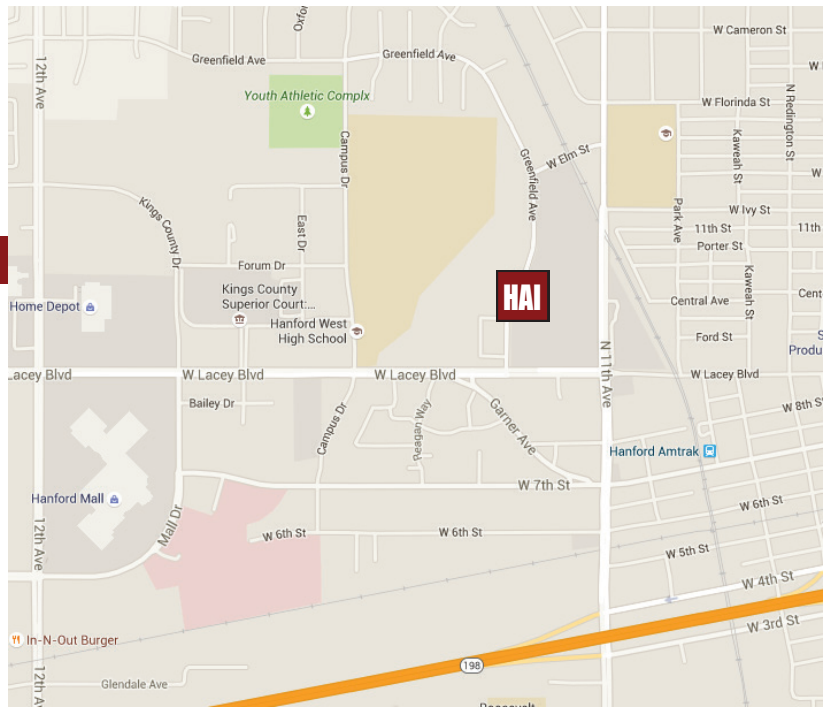 W Cameron St
Oxfo
12th Ave
Greenfield Ave
Greenfield Ave
Youth Athletic Complx
W Florinda St
N Redington St
Kaweah St
Campus Dr
W Elm St
Greenfield Ave
Kings County Dr
East Dr
Park Ave
W Ivy St
11th St
11th
Porter St
Forum Dr
Kaweah St
Kings County
Superior Court:...
HAI
Home Depot
Central Ave
Cent
Hanford West
High School
Ford St
S
Produ
N 11th Ave
Lacey Blvd
W Lacey Blvd
W Lacey Blvd
W Lacey Blvd
Bailey Dr
Campus Dr
Reagan Way
Garner Ave
W 8th St
Hanford Amtrak
W 7th St
Hanford Mall
Mall Dr
W 6th St
W 6th St
W 6th St
12th Ave
W 5th St
W 4th St
W 3rd St
In-N-Out Burger
198
Glendale Ave
12th A